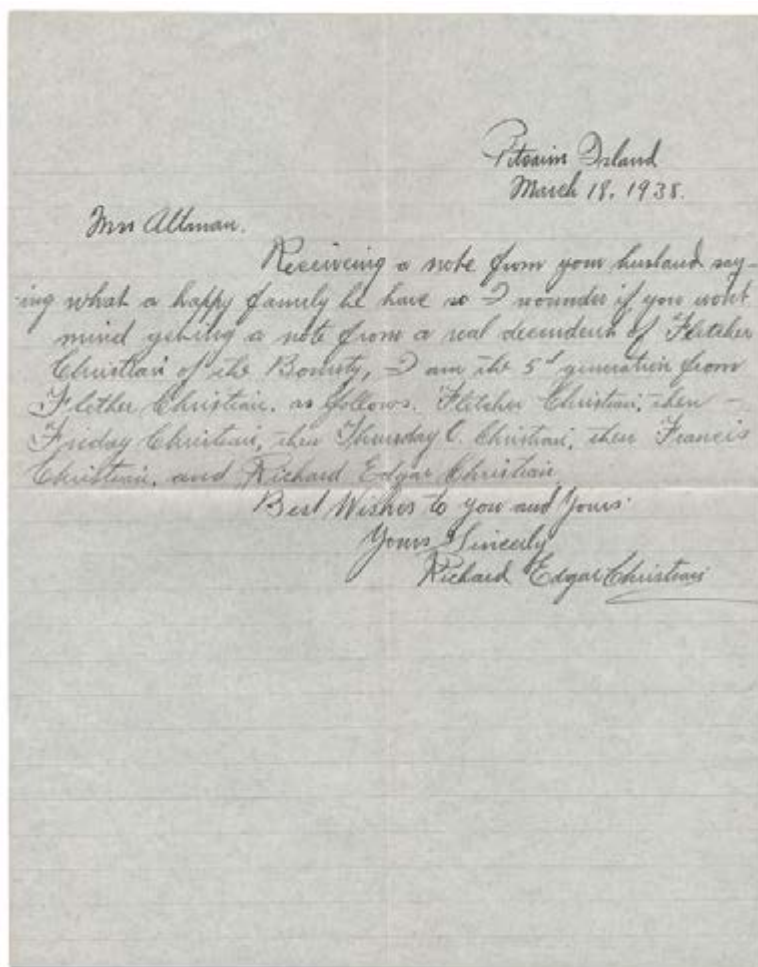 Pitcairn Island
March 18. 1938.
Mrs Altman.
Receiving a note from your husband say-
-ing what a happy family he have so I wounder if you wont
mind getting a note from a real decendent of Fletcher
Christian of the Bounty, I am the 5d generation from
Flether Christian. as follows. Fletcher Christian, then -
Friday Christian, then Thursday O. Christian, then Francis
Christian, and Richard Edgar Christian
Best Wishes to you and Yours.
Yours Sincerly
Richard Edgar Christian